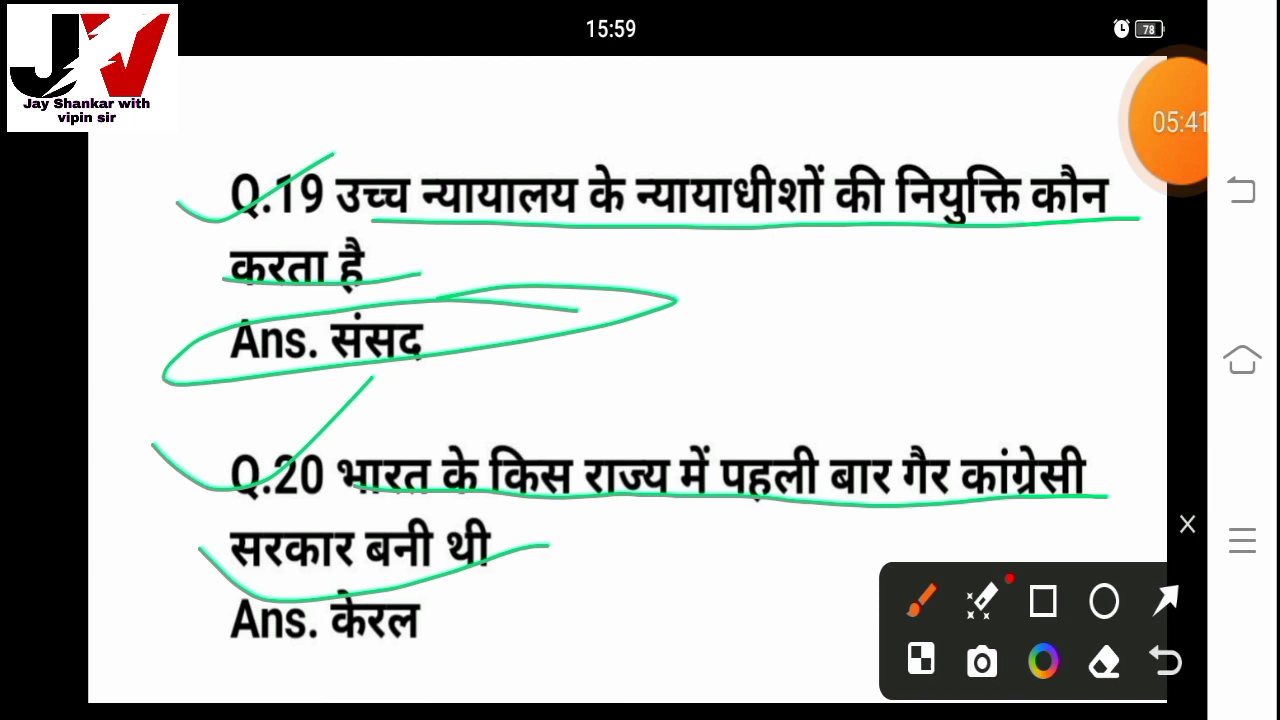 15:59
78
Jay Shankar with
vipin sir
05:41
Q.19 उच्च न्यायालय के न्यायाधीशों की नियुक्ति कौन
करता है
Ans. संसद
Q.20 भारत के किस राज्य में पहली बार गैर कांग्रेसी
सरकार बनी थी
Ans. केरल